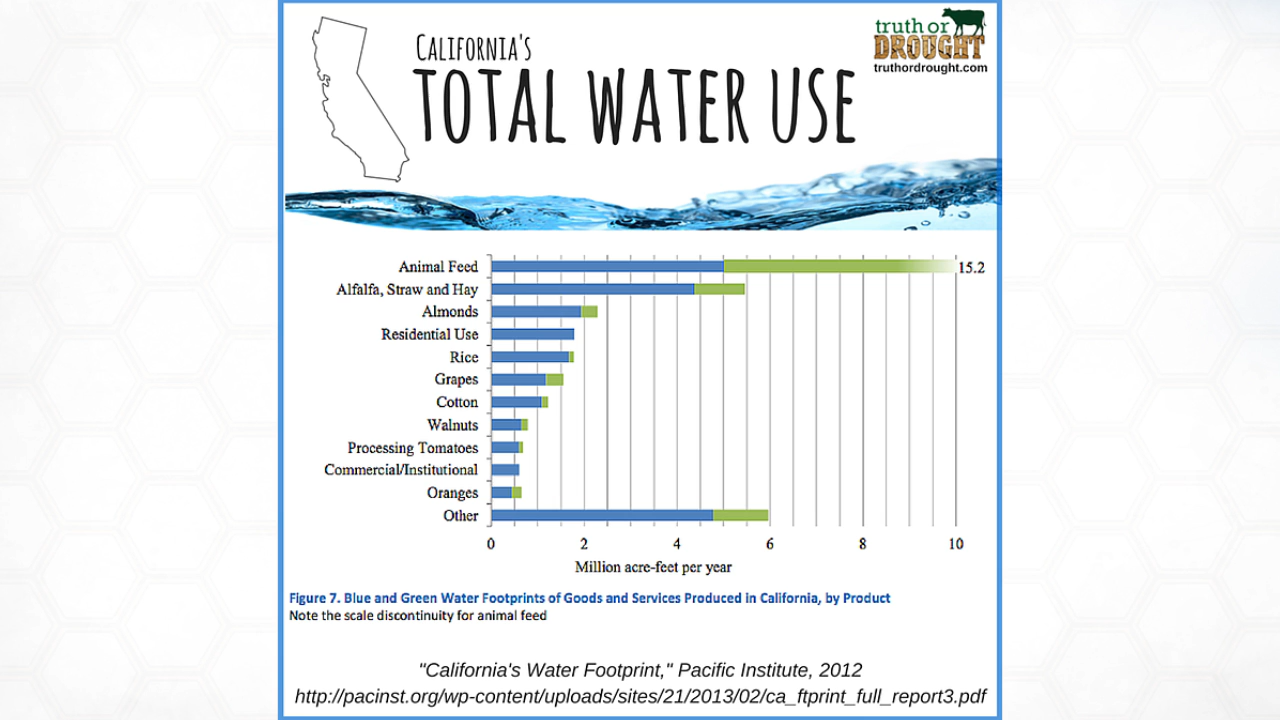 CALIFORNIA'S
TOTAL WATER USE
truth or
DROUGHT
truthordrought.com
Animal Feed
15.2
Alfalfa, Straw and Hay
Almonds
Residential Use
Rice
Grapes
Cotton
Walnuts
Processing Tomatoes
Commercial/Institutional
Oranges
Other
0 2 4 6 8 10
Million acre-feet per year
Figure 7. Blue and Green Water Footprints of Goods and Services Produced in California, by Product
Note the scale discontinuity for animal feed
"California's Water Footprint," Pacific Institute, 2012
http://pacinst.org/wp-content/uploads/sites/21/2013/02/ca_ftprint_full_report3.pdf